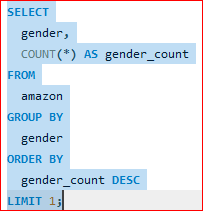 SELECT
  gender,
  COUNT(*) AS gender_count
FROM
  amazon
GROUP BY
  gender
ORDER BY
  gender_count DESC
LIMIT 1;